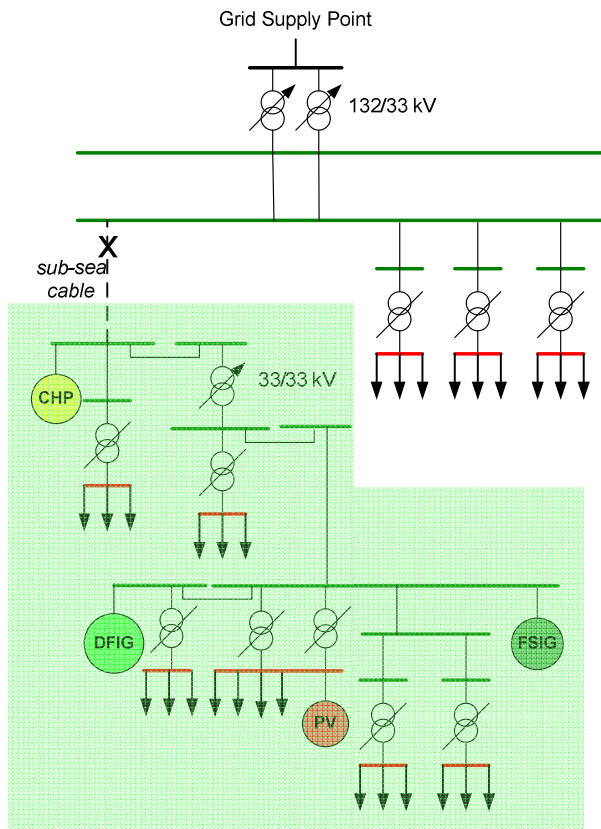 Grid Supply Point
132/33 kV
X
sub-sea
cable
33/33 kV
CHP
DFIG
FSIG
PV